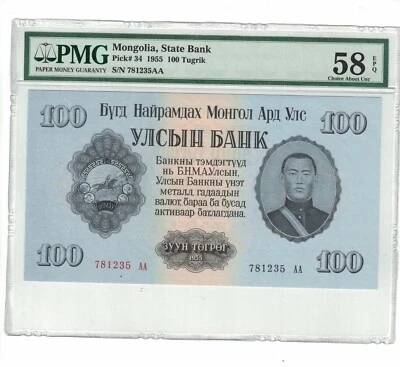 PMG
PAPER MONEY GUARANTY
Mongolia, State Bank
Pick# 34 1955 100 Tugrik
S/N 781235AA
58 EPQ
Choice About Unc
Бүгд Найрамдах Монгол Ард Улс
100 УЛСЫН БАНК 100
Банкны тэмдэгтүүд
нь Б.Н.М.А.Улсын,
Улсын Банкны үнэт
металл, гадаадын
валют, бараа ба бусад
активаар батлагдана.
100 ЗУУН ТӨГРӨГ 100
1955
781235 АА 781235 АА